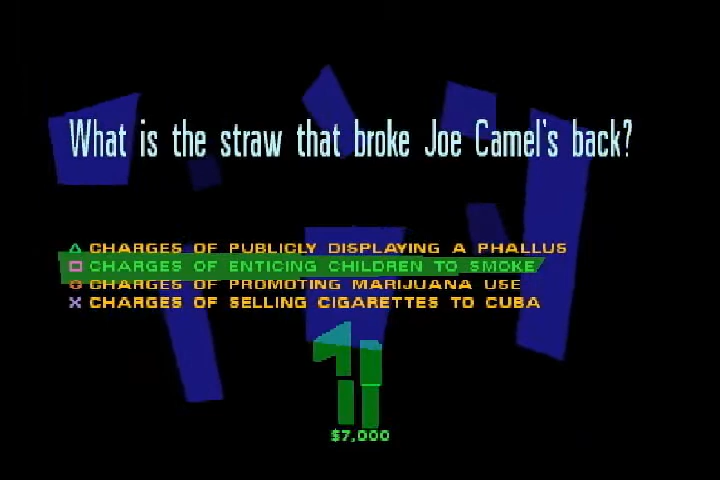 What is the straw that broke Joe Camel's back?
△ CHARGES OF PUBLICLY DISPLAYING A PHALLUS
□ CHARGES OF ENTICING CHILDREN TO SMOKE
○ CHARGES OF PROMOTING MARIJUANA USE
X CHARGES OF SELLING CIGARETTES TO CUBA
11
$7,000